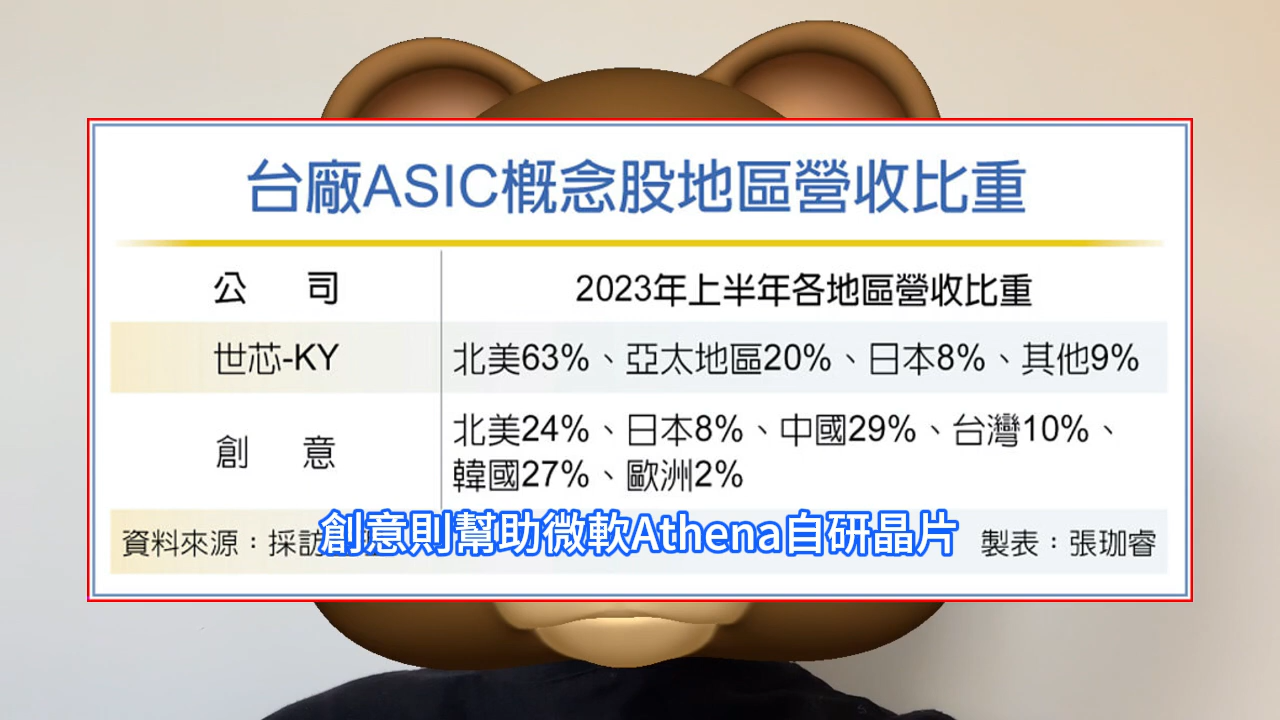 台廠ASIC概念股地區營收比重
公司 2023年上半年各地區營收比重
世芯-KY 北美63%、亞太地區20%、日本8%、其他9%
創意 北美24%、日本8%、中國29%、台灣10%、
韓國27%、歐洲2%
資料來源：採訪 製表：張珈睿
創意則幫助微軟Athena自研晶片